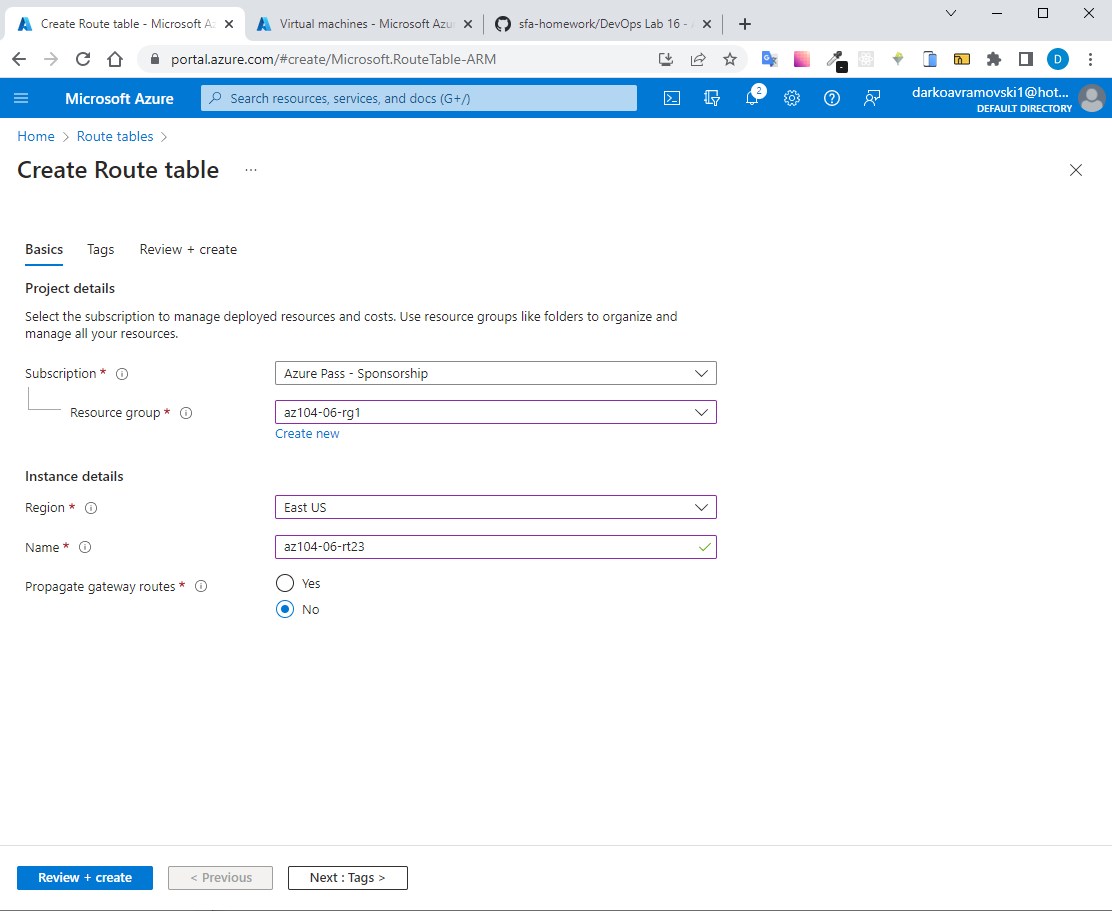 Create Route table - Microsoft Az
Virtual machines - Microsoft Azu
sfa-homework/DevOps Lab 16 -
portal.azure.com/#create/Microsoft.RouteTable-ARM
D
Microsoft Azure
Search resources, services, and docs (G+/)
2
darkoavramovski1@hot...
DEFAULT DIRECTORY
Home > Route tables >
Create Route table ...
Basics Tags Review + create
Project details
Select the subscription to manage deployed resources and costs. Use resource groups like folders to organize and
manage all your resources.
Subscription *
Azure Pass - Sponsorship
Resource group *
az104-06-rg1
Create new
Instance details
Region *
East US
Name *
az104-06-rt23
Propagate gateway routes *
Yes
No
Review + create
< Previous
Next : Tags >